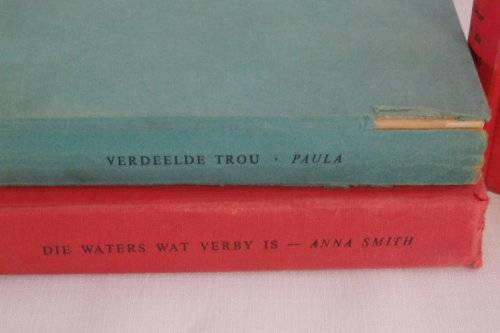 VERDEELDE TROU · PAULA
DIE WATERS WAT VERBY IS — ANNA SMITH